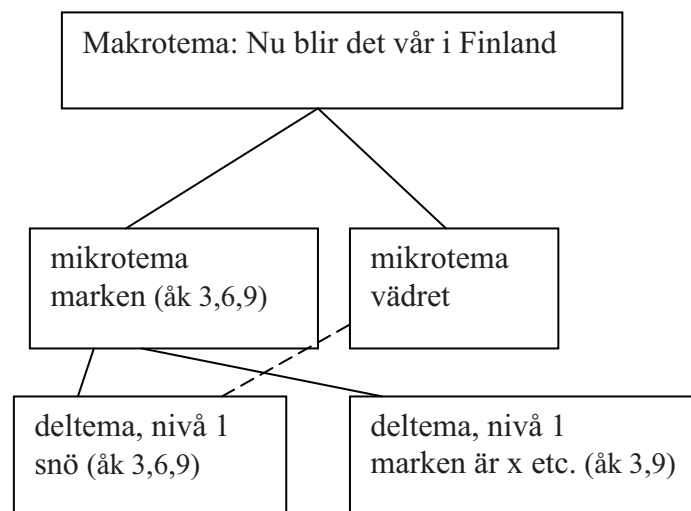 Makrotema: Nu blir det vår i Finland
mikrotema
marken (åk 3,6,9)
mikrotema
vädret
deltema, nivå 1
snö (åk 3,6,9)
deltema, nivå 1
marken är x etc. (åk 3,9)